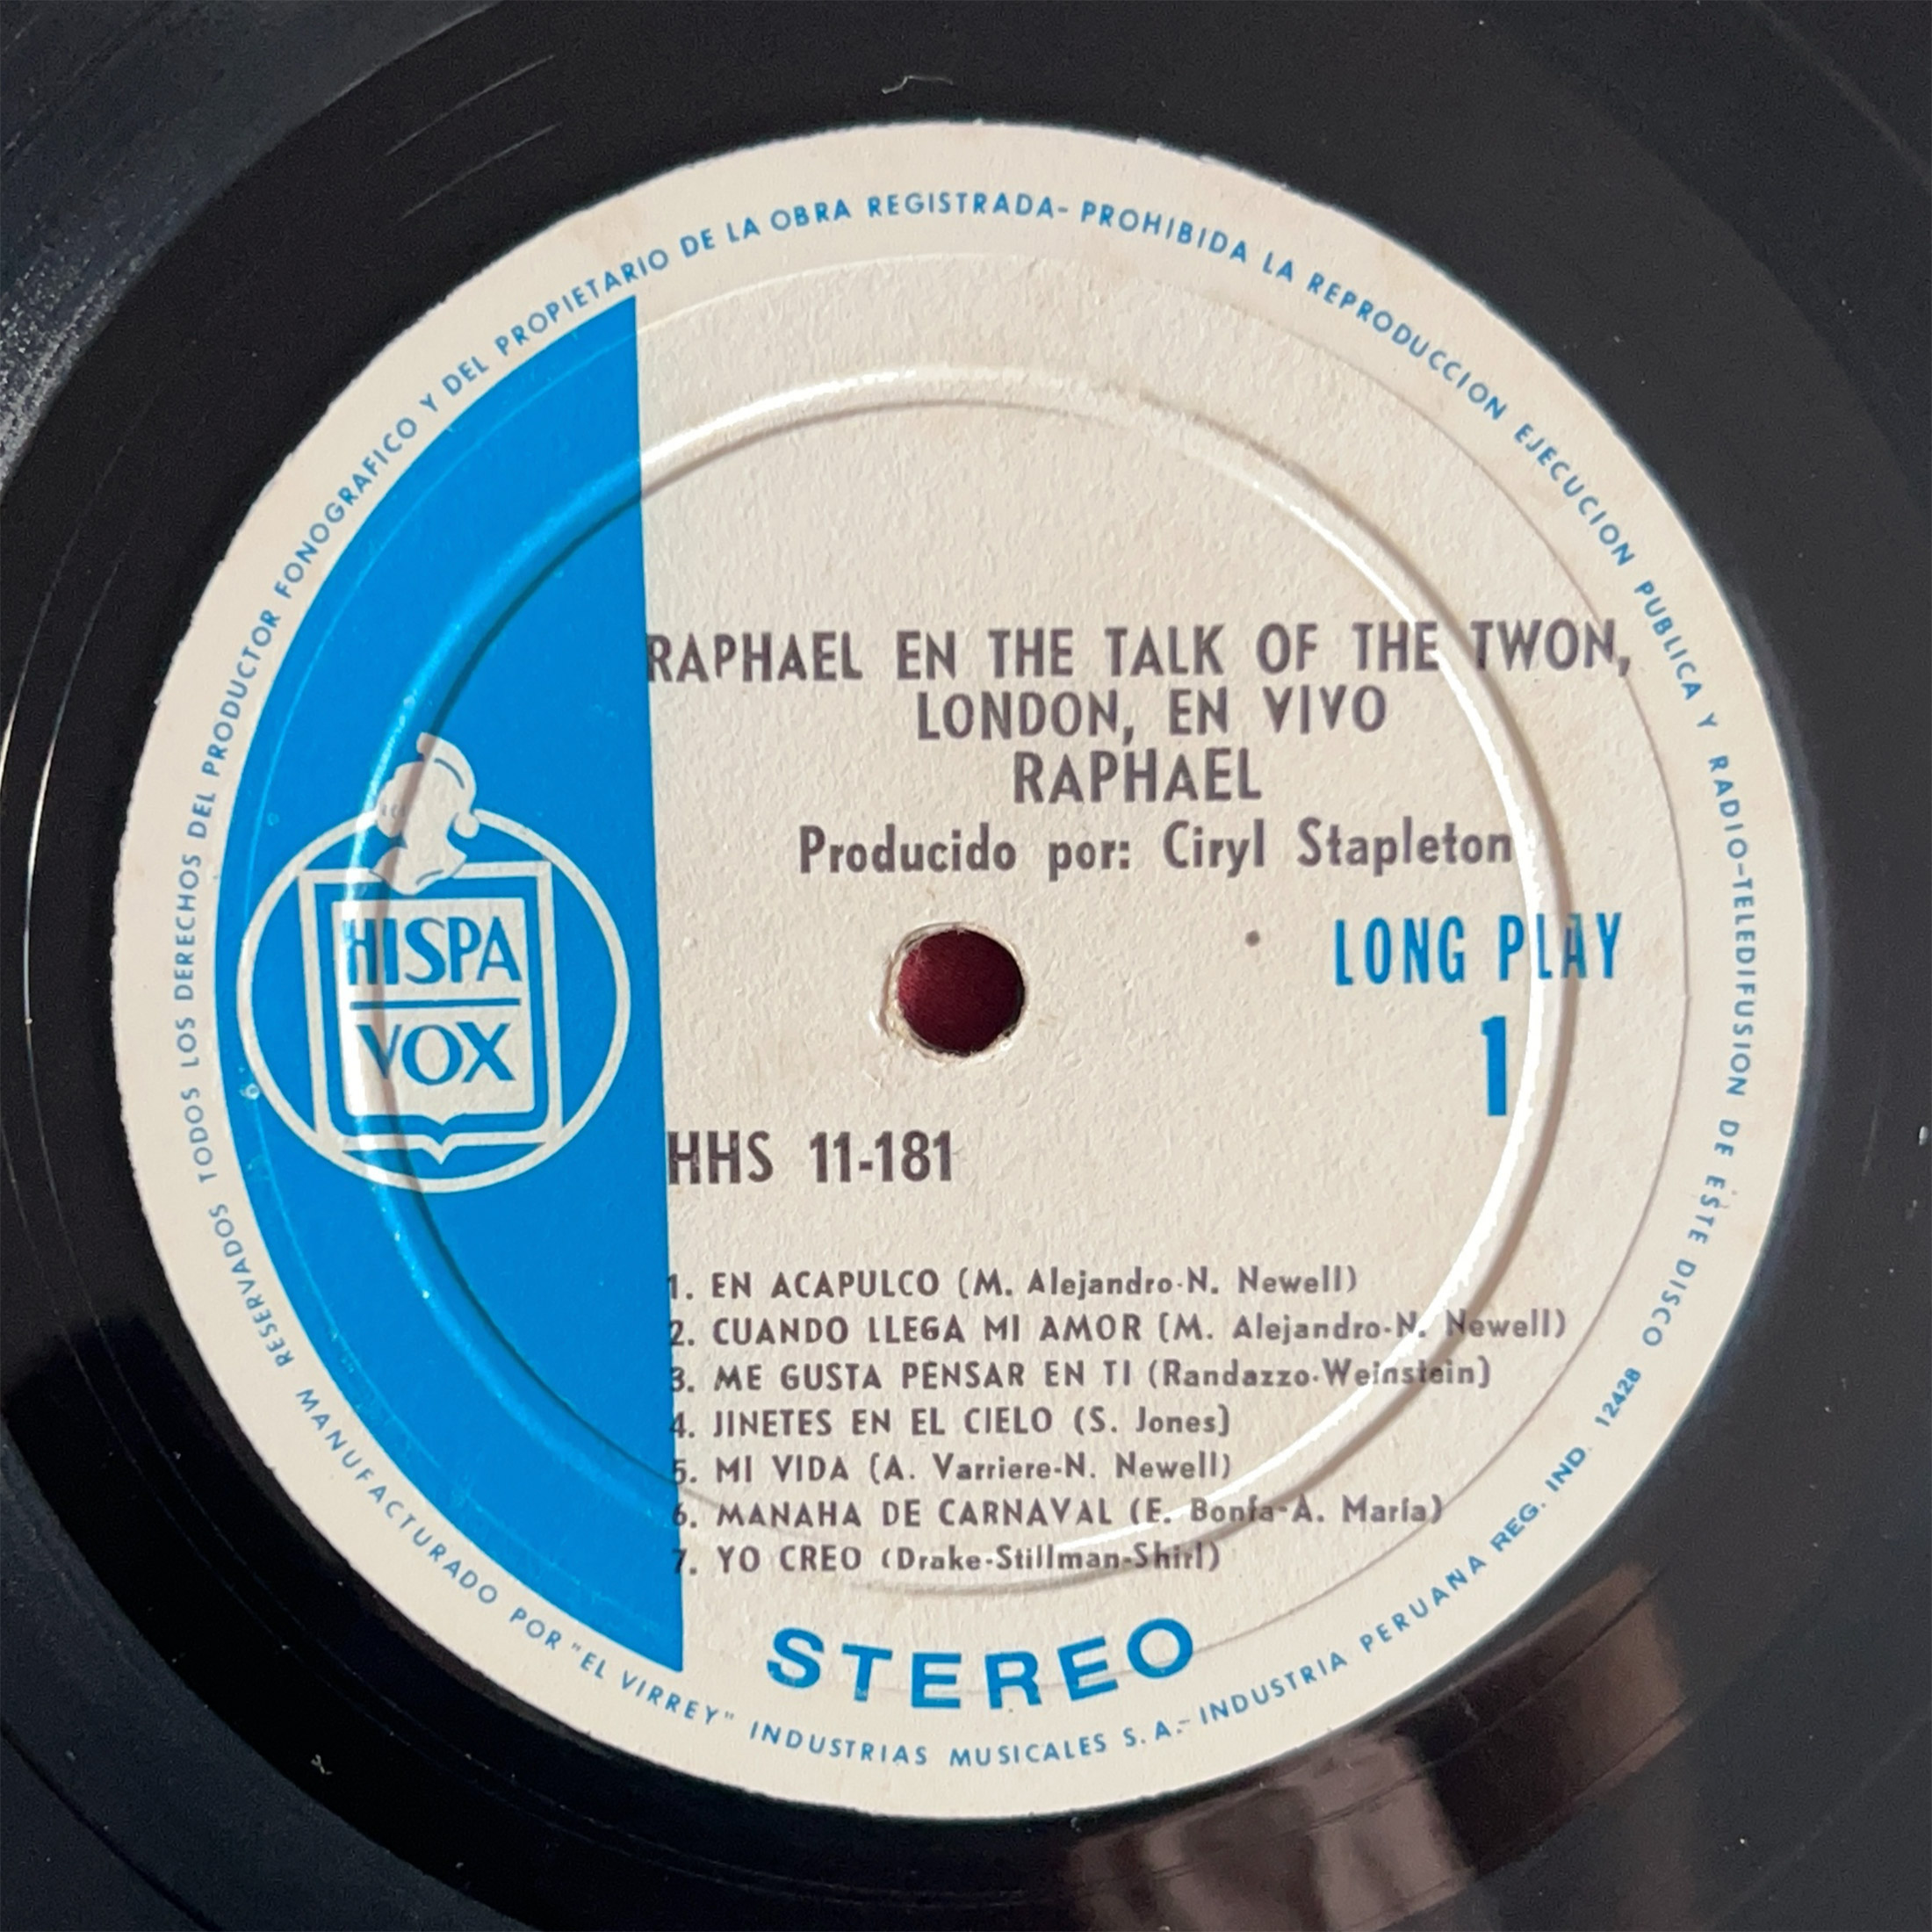 TODOS LOS DERECHOS DEL PRODUCTOR FONOGRAFICO Y DEL PROPIETARIO DE LA OBRA REGISTRADA- PROHIBIDA LA REPRODUCCION EJECUCION PUBLICA Y RADIO-TELEDIFUSION DE ESTE DISCO
RESERVADOS MANUFACTURADO POR "EL VIRREY" INDUSTRIAS MUSICALES S.A.- INDUSTRIA PERUANA REG. IND. 12428
RAPHAEL EN THE TALK OF THE TWON,
LONDON, EN VIVO
RAPHAEL
Producido por: Ciryl Stapleton
HISPA
VOX
LONG PLAY
1
HHS 11-181
1. EN ACAPULCO (M. Alejandro-N. Newell)
2. CUANDO LLEGA MI AMOR (M. Alejandro-N. Newell)
3. ME GUSTA PENSAR EN TI (Randazzo-Weinstein)
4. JINETES EN EL CIELO (S. Jones)
5. MI VIDA (A. Varriere-N. Newell)
6. MANAHA DE CARNAVAL (E. Bonfa-A. María)
7. YO CREO (Drake-Stillman-Shirl)
STEREO